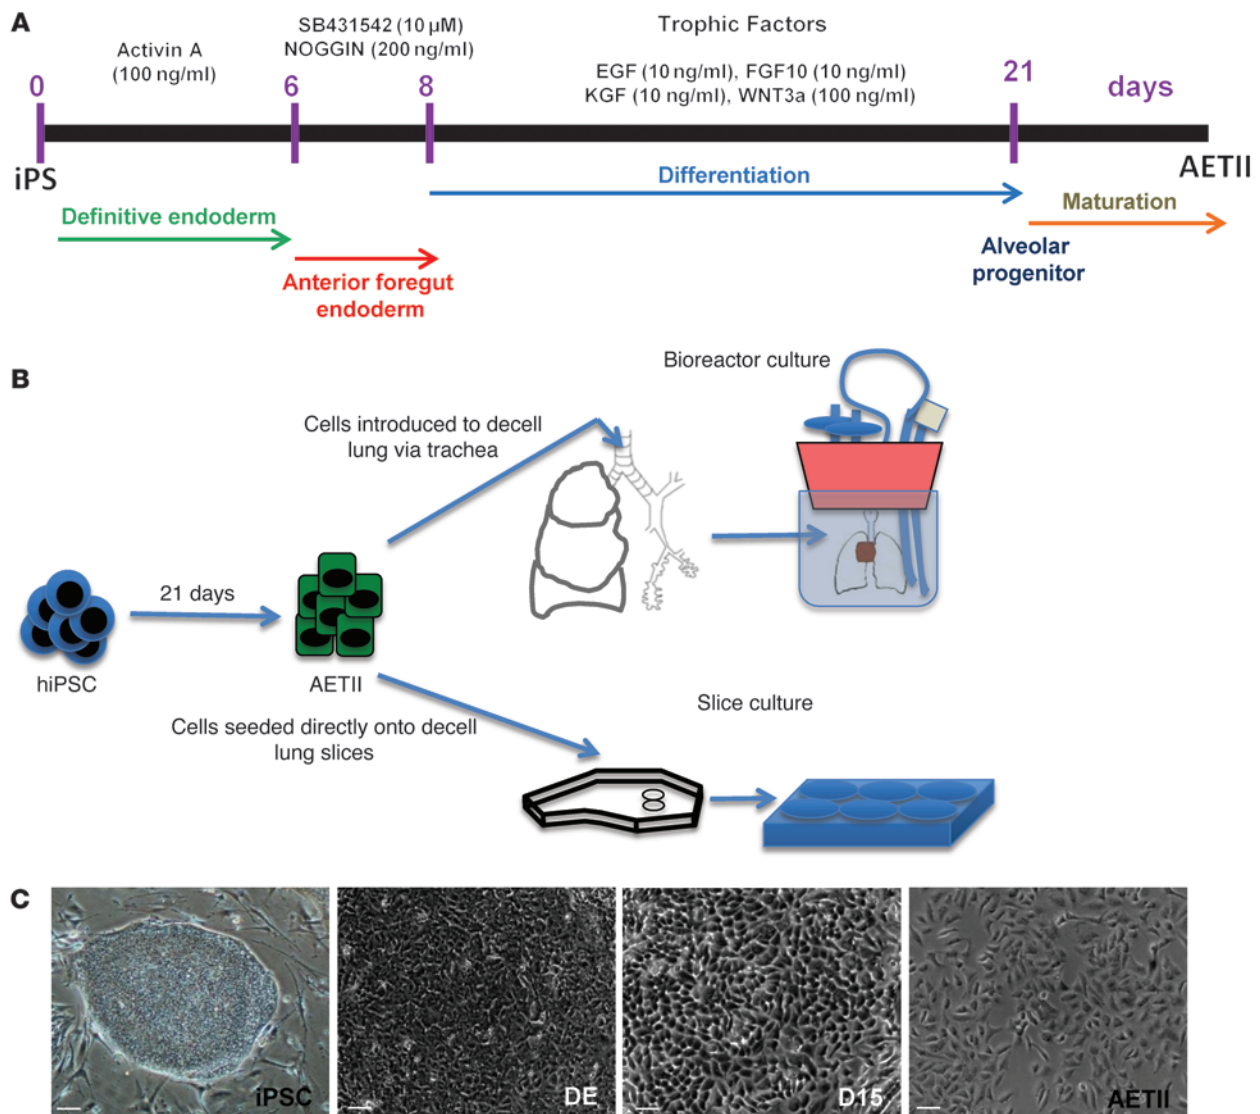 A
SB431542 (10 µM)
NOGGIN (200 ng/ml)
Trophic Factors
Activin A
(100 ng/ml)
EGF (10 ng/ml), FGF10 (10 ng/ml)
KGF (10 ng/ml), WNT3a (100 ng/ml)
0
6
8
21
days
iPS
AETII
Differentiation
Definitive endoderm
Maturation
Anterior foregut
endoderm
Alveolar
progenitor
B
Bioreactor culture
Cells introduced to decell
lung via trachea
21 days
hiPSC
AETII
Cells seeded directly onto decell
lung slices
Slice culture
C
iPSC
DE
D15
AETII